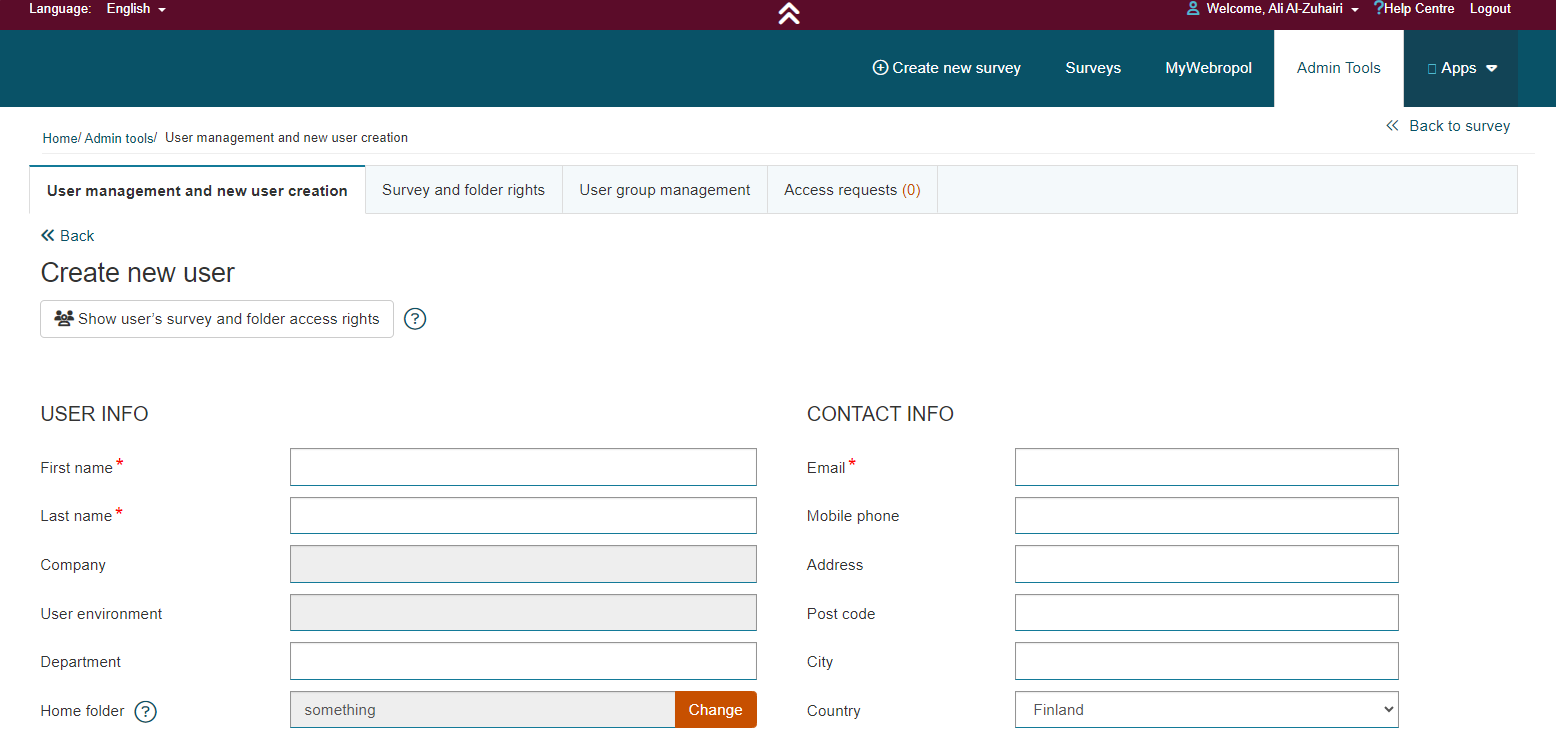 Language: English Welcome, Ali Al-Zuhairi ?Help Centre Logout
Create new survey Surveys MyWebropol Admin Tools Apps
Home/ Admin tools/ User management and new user creation
Back to survey
User management and new user creation Survey and folder rights User group management Access requests (0)
Back
Create new user
Show user’s survey and folder access rights ?
USER INFO
First name *
Last name *
Company
User environment
Department
Home folder ? something Change
CONTACT INFO
Email *
Mobile phone
Address
Post code
City
Country Finland